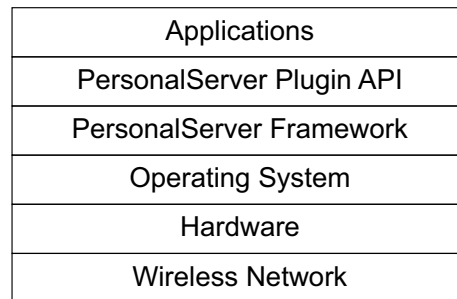 Applications
PersonalServer Plugin API
PersonalServer Framework
Operating System
Hardware
Wireless Network